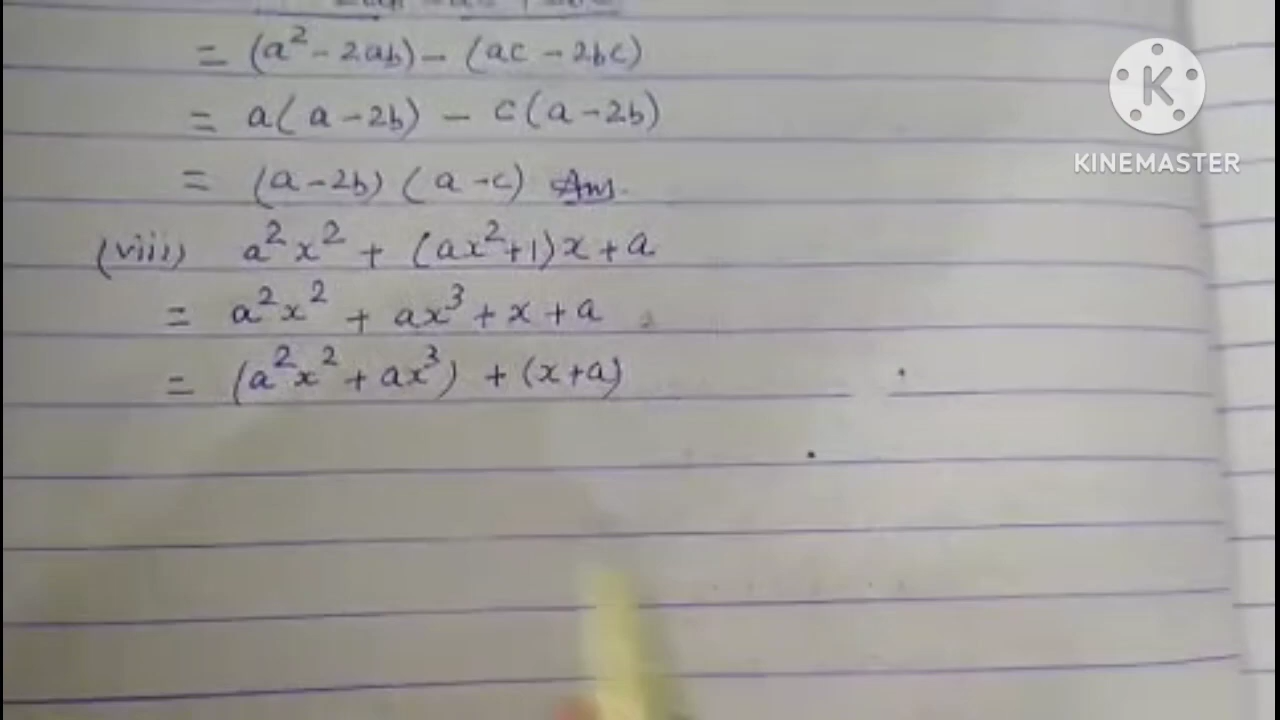 = (a² - 2ab) - (ac - 2bc)
= a(a - 2b) - c(a - 2b)
= (a - 2b) (a - c) Ans.
(viii) a²x² + (ax²+1)x + a
= a²x² + ax³ + x + a
= (a²x² + ax³) + (x+a)
K
KINEMASTER